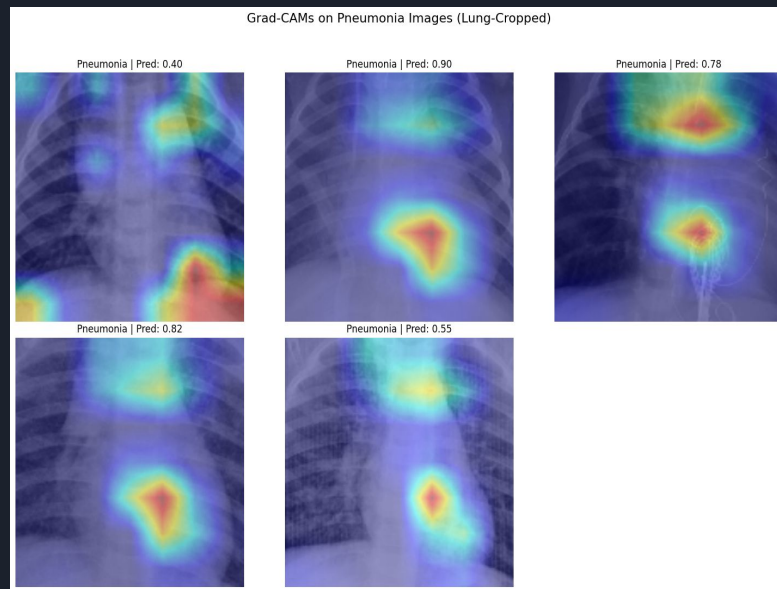 Grad-CAMs on Pneumonia Images (Lung-Cropped)
Pneumonia | Pred: 0.40
Pneumonia | Pred: 0.90
Pneumonia | Pred: 0.78
Pneumonia | Pred: 0.82
Pneumonia | Pred: 0.55